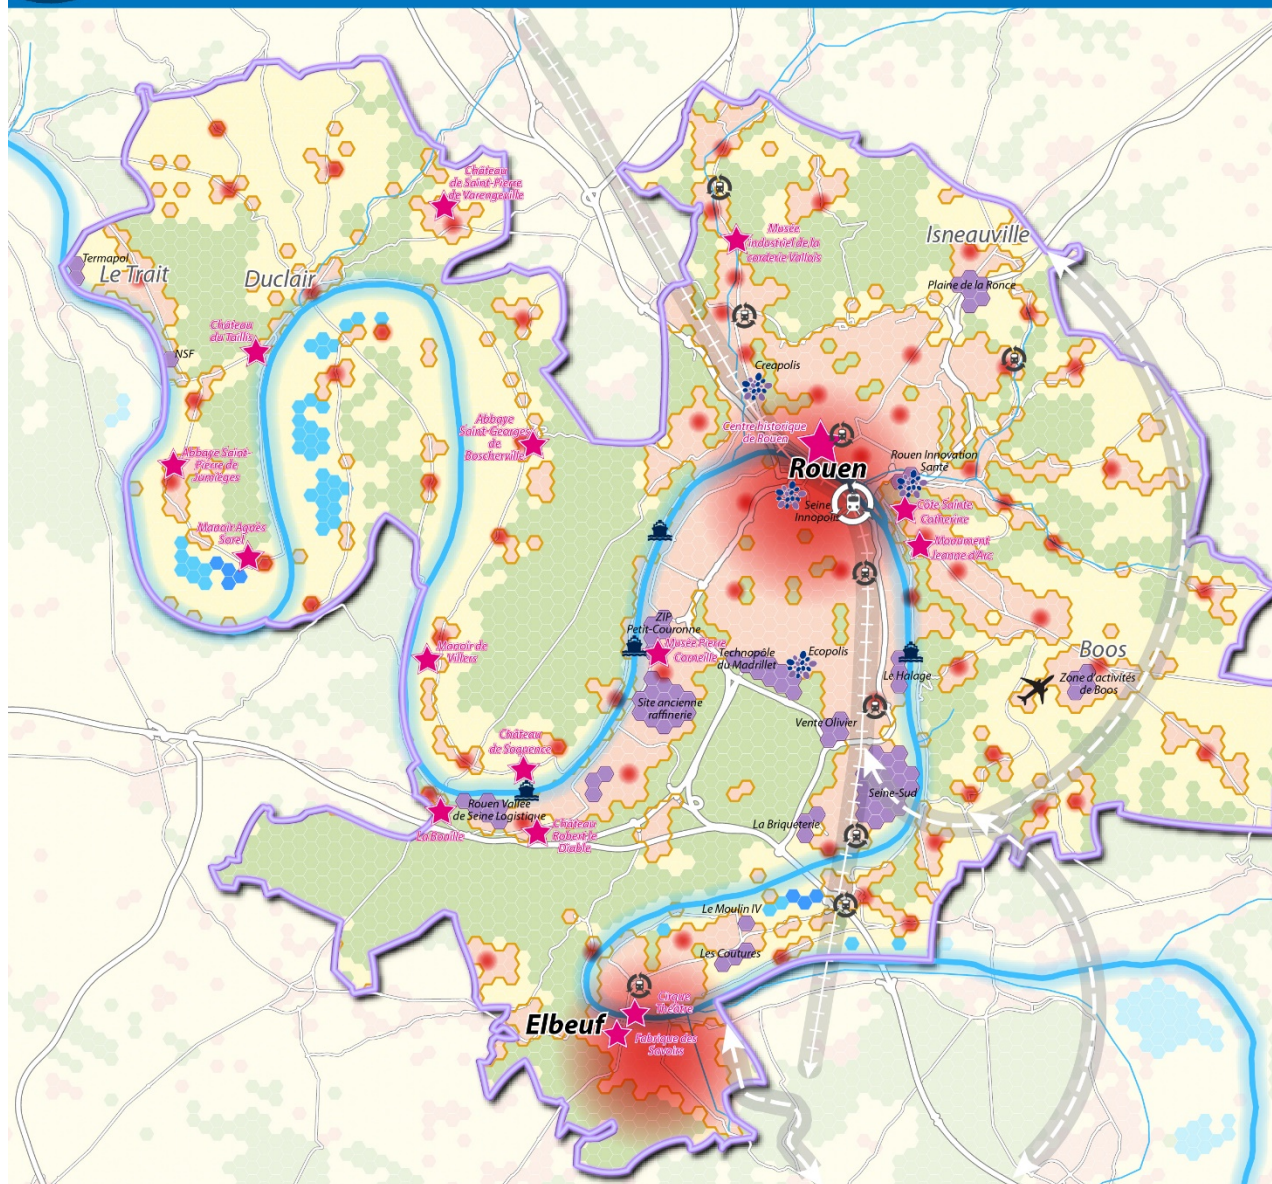 Château
de Saint-Pierre
de Varengeville
Musée
industriel de la
corderie Vallois
Isneauville
Termapol
Le Trait
Duclair
Plaine de la Ronce
Château
du Taillis
NSF
Creapolis
Abbaye
Saint-Georges
de
Boscherville
Centre historique
de Rouen
Rouen
Abbaye Saint-
Pierre de
Jumièges
Rouen Innovation
Santé
Seine
Innopolis
Côte Sainte
Catherine
Manoir Agnès
Sorel
Monument
Jeanne d'Arc
ZIP
Petit-Couronne
Musée Pierre
Corneille
Manoir de
Villers
Technopôle
du Madrillet
Ecopolis
Boos
Le Halage
Zone d'activités
de Boos
Site ancienne
raffinerie
Vente Olivier
Château
de Soquence
Seine-Sud
Rouen Vallée
de Seine Logistique
La Bouille
Château
Robert le
Diable
La Briqueterie
Le Moulin IV
Les Coutures
Cirque
Théâtre
Elbeuf
Fabrique des
Savoirs